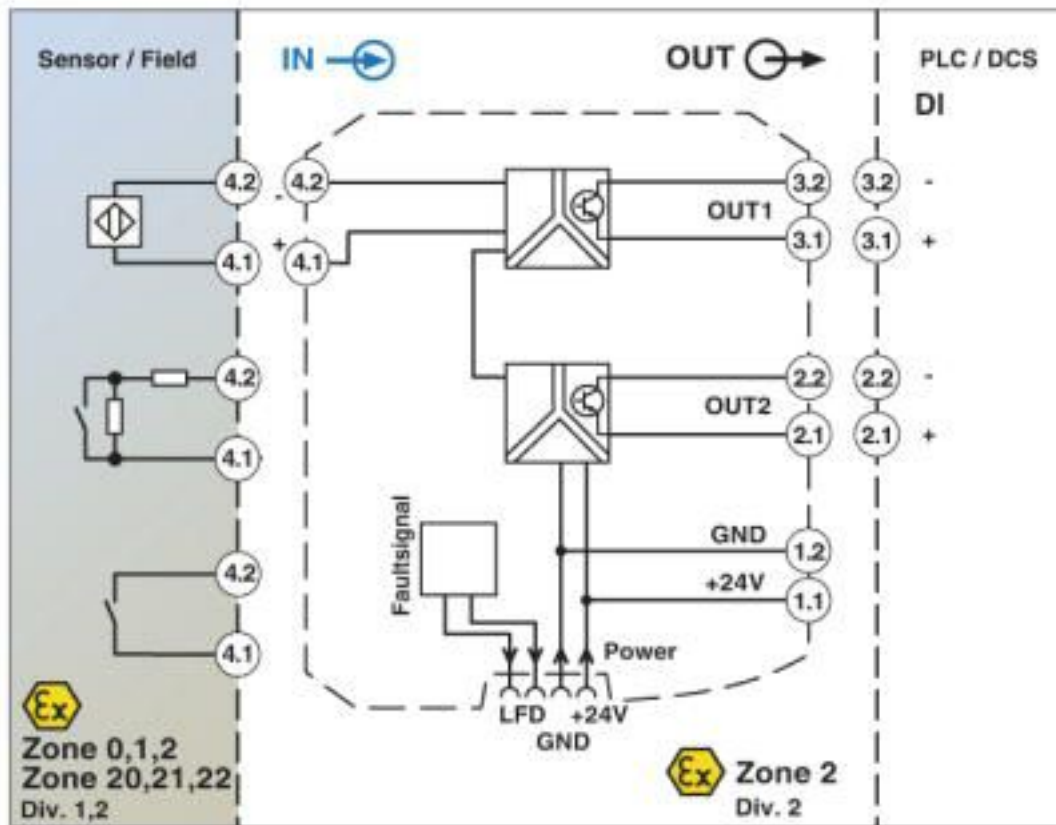 Sensor / Field
IN
OUT
PLC / DCS
DI
4.2
-
4.2
3.2
3.2
-
OUT1
4.1
+
4.1
3.1
3.1
+
4.2
2.2
2.2
-
OUT2
4.1
2.1
2.1
+
Faultsignal
GND
1.2
4.2
+24V
1.1
4.1
Power
LFD
+24V
GND
Ex
Zone 0,1,2
Zone 20,21,22
Div. 1,2
Ex
Zone 2
Div. 2